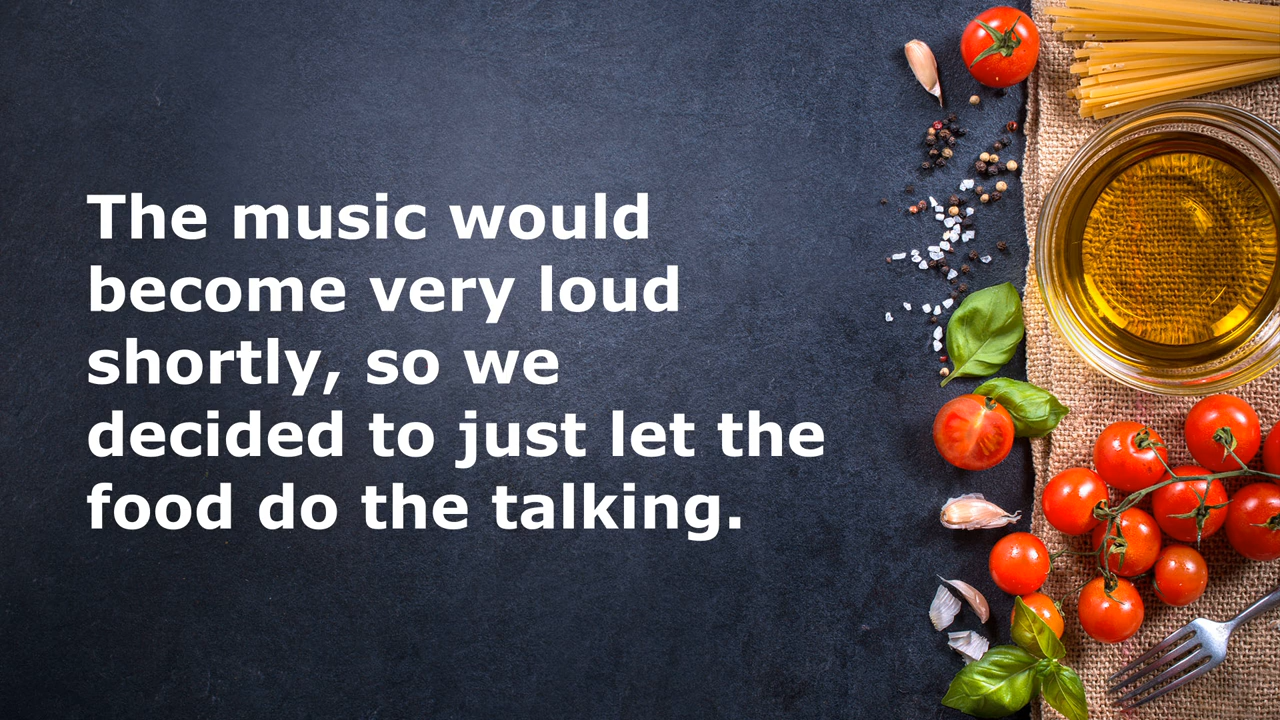 The music would
become very loud
shortly, so we
decided to just let the
food do the talking.